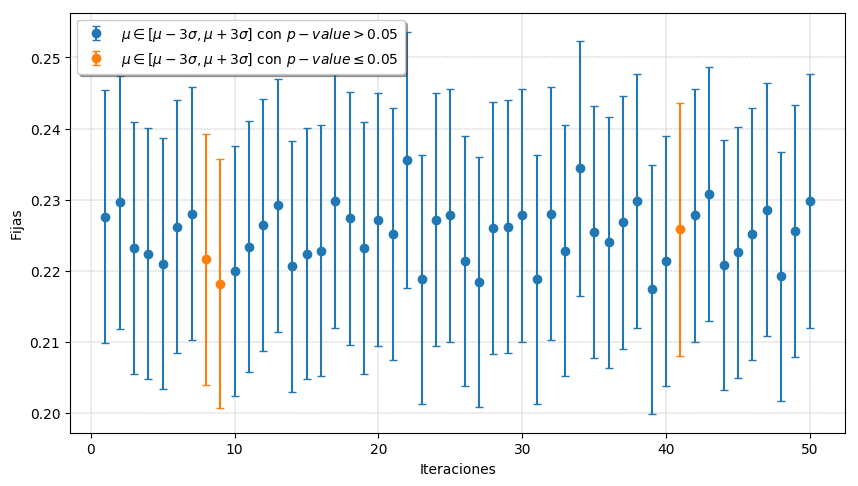 μ ∈ [μ − 3σ, μ + 3σ] con p − value > 0.05
μ ∈ [μ − 3σ, μ + 3σ] con p − value ≤ 0.05
Fijas
0.25
0.24
0.23
0.22
0.21
0.20
0 10 20 30 40 50
Iteraciones